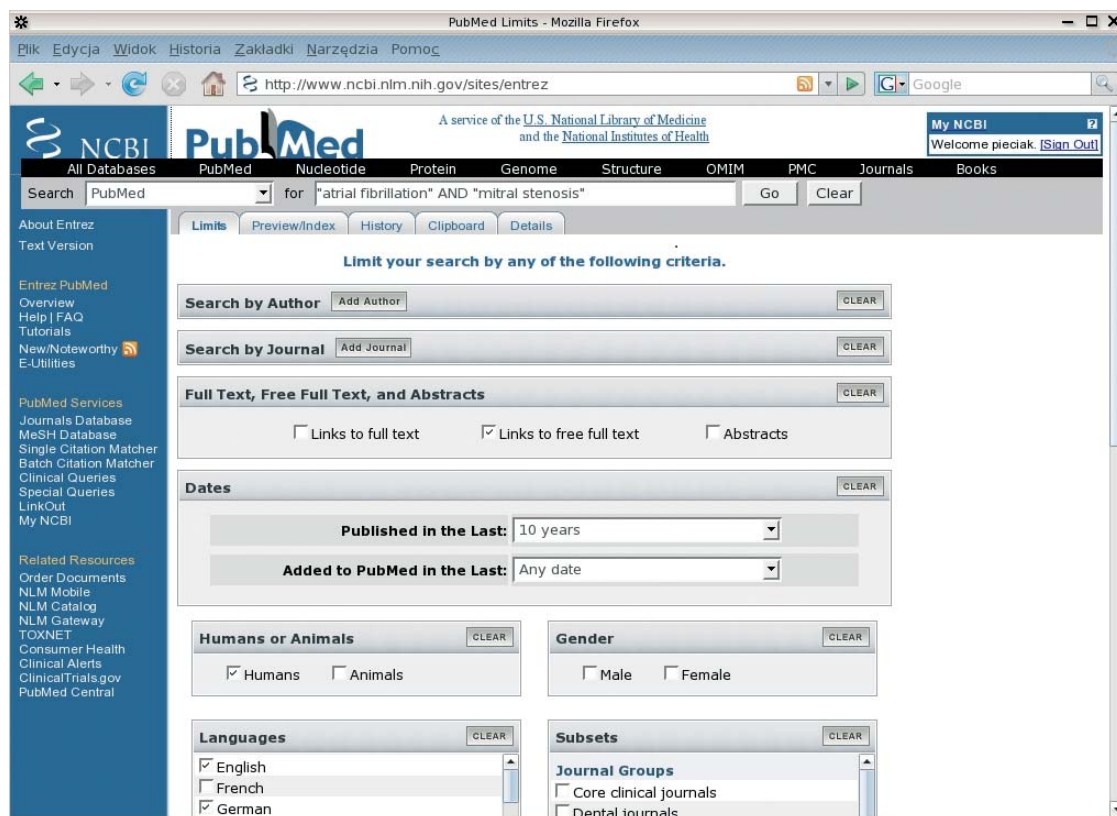 PubMed Limits - Mozilla Firefox
Plik Edycja Widok Historia Zakładki Narzędzia Pomoc
http://www.ncbi.nlm.nih.gov/sites/entrez
G Google
NCBI
PubMed
A service of the U.S. National Library of Medicine
and the National Institutes of Health
My NCBI ?
Welcome pieciak. [Sign Out]
All Databases PubMed Nucleotide Protein Genome Structure OMIM PMC Journals Books
Search PubMed for "atrial fibrillation" AND "mitral stenosis" Go Clear
About Entrez
Text Version
Entrez PubMed
Overview
Help | FAQ
Tutorials
New/Noteworthy
E-Utilities
PubMed Services
Journals Database
MeSH Database
Single Citation Matcher
Batch Citation Matcher
Clinical Queries
Special Queries
LinkOut
My NCBI
Related Resources
Order Documents
NLM Mobile
NLM Catalog
NLM Gateway
TOXNET
Consumer Health
Clinical Alerts
ClinicalTrials.gov
PubMed Central
Limits Preview/Index History Clipboard Details
Limit your search by any of the following criteria.
Search by Author Add Author CLEAR
Search by Journal Add Journal CLEAR
Full Text, Free Full Text, and Abstracts CLEAR
Links to full text Links to free full text Abstracts
Dates CLEAR
Published in the Last: 10 years
Added to PubMed in the Last: Any date
Humans or Animals CLEAR
Humans Animals
Gender CLEAR
Male Female
Languages CLEAR
English
French
German
Subsets CLEAR
Journal Groups
Core clinical journals
Dental journals